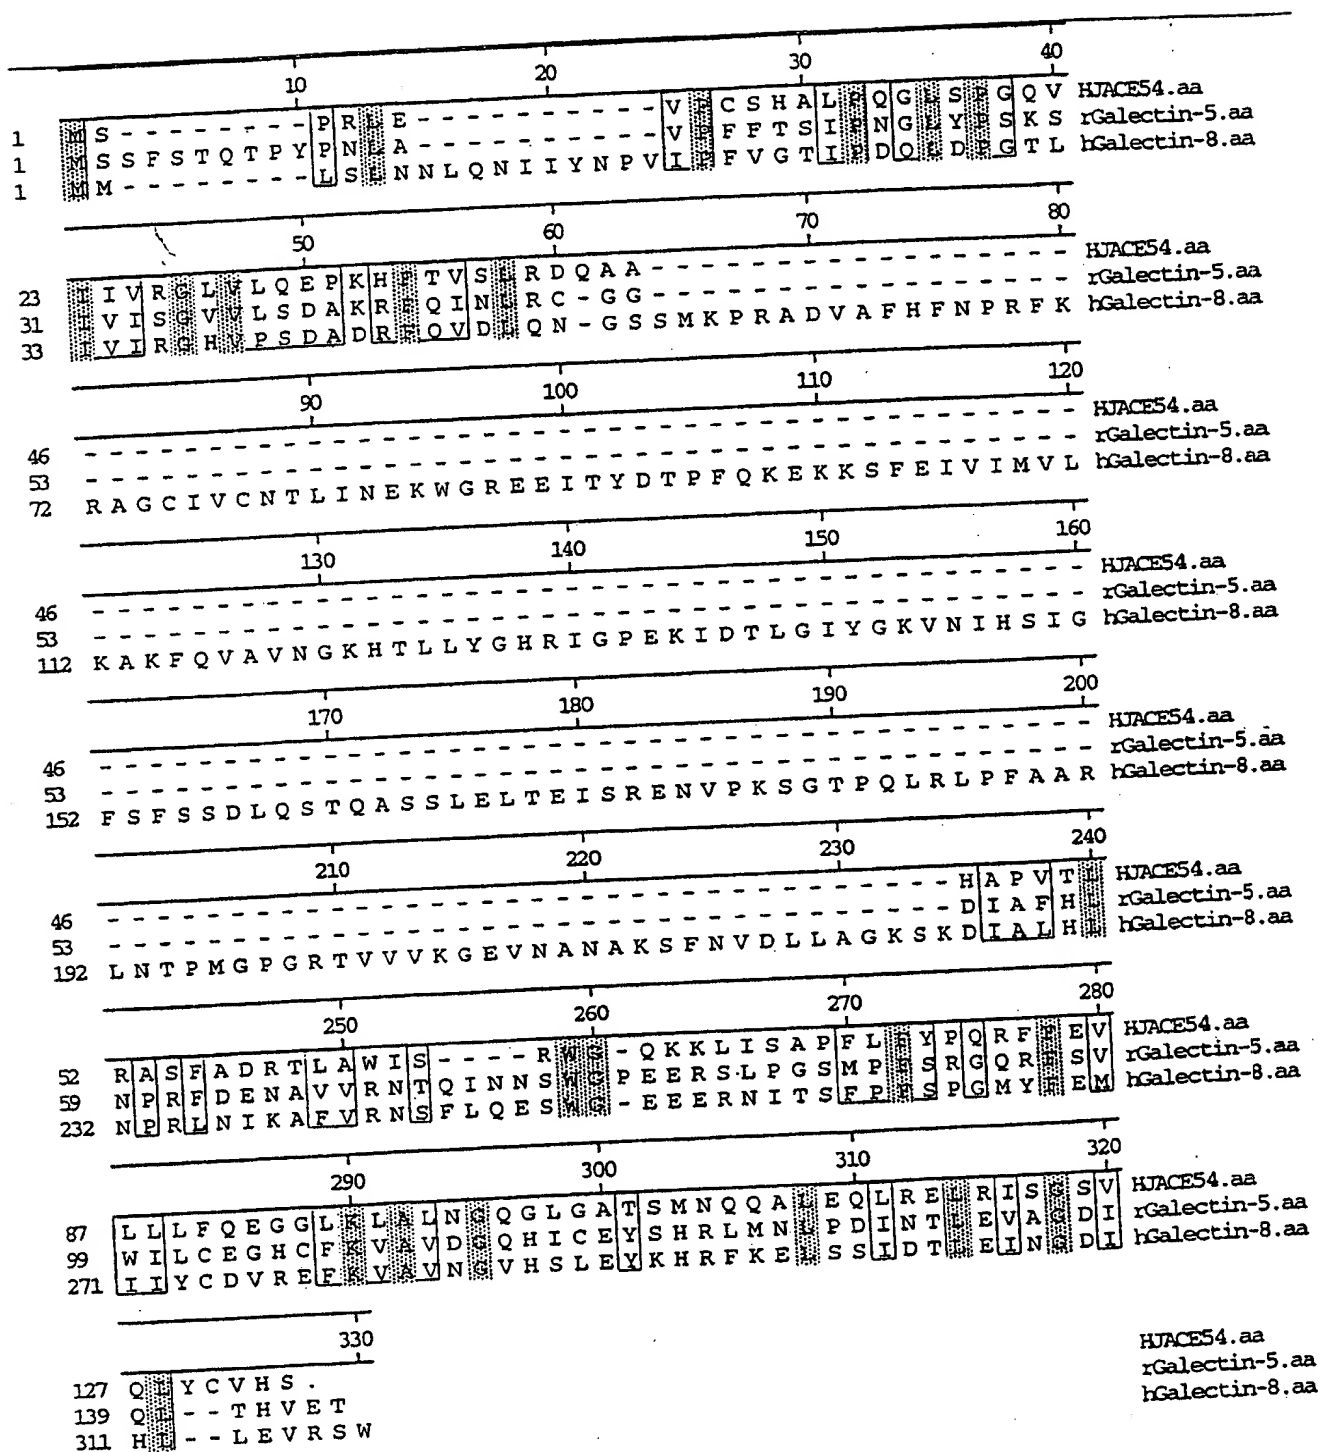 10 20 30 40
1 M S - - - - - - - - P R L E - - - - - - - - - - V P C S H A L P Q G L S P G Q V HJACE54.aa
1 M S S F S T Q T P Y P N L A - - - - - - - - - - V P F F T S I P N G L Y P S K S rGalectin-5.aa
1 M M - - - - - - - - L S L N N L Q N I I Y N P V I P F V G T I P D Q L D P G T L hGalectin-8.aa
50 60 70 80
23 I I V R G L V L Q E P K H F T V S L R D Q A A - - - - - - - - - - - - - - - - - HJACE54.aa
31 I V I S G V V L S D A K R F Q I N L R C - G G - - - - - - - - - - - - - - - - - rGalectin-5.aa
33 I V I R G H V P S D A D R F Q V D L Q N - G S S M K P R A D V A F H F N P R F K hGalectin-8.aa
90 100 110 120
46 - - - - - - - - - - - - - - - - - - - - - - - - - - - - - - - - - - - - - - - - HJACE54.aa
53 - - - - - - - - - - - - - - - - - - - - - - - - - - - - - - - - - - - - - - - - rGalectin-5.aa
72 R A G C I V C N T L I N E K W G R E E I T Y D T P F Q K E K K S F E I V I M V L hGalectin-8.aa
130 140 150 160
46 - - - - - - - - - - - - - - - - - - - - - - - - - - - - - - - - - - - - - - - - HJACE54.aa
53 - - - - - - - - - - - - - - - - - - - - - - - - - - - - - - - - - - - - - - - - rGalectin-5.aa
112 K A K F Q V A V N G K H T L L Y G H R I G P E K I D T L G I Y G K V N I H S I G hGalectin-8.aa
170 180 190 200
46 - - - - - - - - - - - - - - - - - - - - - - - - - - - - - - - - - - - - - - - - HJACE54.aa
53 - - - - - - - - - - - - - - - - - - - - - - - - - - - - - - - - - - - - - - - - rGalectin-5.aa
152 F S F S S D L Q S T Q A S S L E L T E I S R E N V P K S G T P Q L R L P F A A R hGalectin-8.aa
210 220 230 240
46 - - - - - - - - - - - - - - - - - - - - - - - - - - - - - - - - - - H A P V T L HJACE54.aa
53 - - - - - - - - - - - - - - - - - - - - - - - - - - - - - - - - - - D I A F H L rGalectin-5.aa
192 L N T P M G P G R T V V V K G E V N A N A K S F N V D L L A G K S K D I A L H L hGalectin-8.aa
250 260 270 280
52 R A S F A D R T L A W I S - - - - R W G - Q K K L I S A P F L F Y P Q R F F E V HJACE54.aa
59 N P R F D E N A V V R N T Q I N N S W G P E E R S L P G S M P F S R G Q R F S V rGalectin-5.aa
232 N P R L N I K A F V R N S F L Q E S W G - E E E R N I T S F P F S P G M Y F E M hGalectin-8.aa
290 300 310 320
87 L L L F Q E G G L K L A L N G Q G L G A T S M N Q Q A L E Q L R E L R I S G S V HJACE54.aa
99 W I L C E G H C F K V A V D G Q H I C E Y S H R L M N L P D I N T L E V A G D I rGalectin-5.aa
271 I I Y C D V R E F K V A V N G V H S L E Y K H R F K E L S S I D T L E I N G D I hGalectin-8.aa
330
127 Q L Y C V H S . HJACE54.aa
139 Q L - - T H V E T rGalectin-5.aa
311 H L - - L E V R S W hGalectin-8.aa